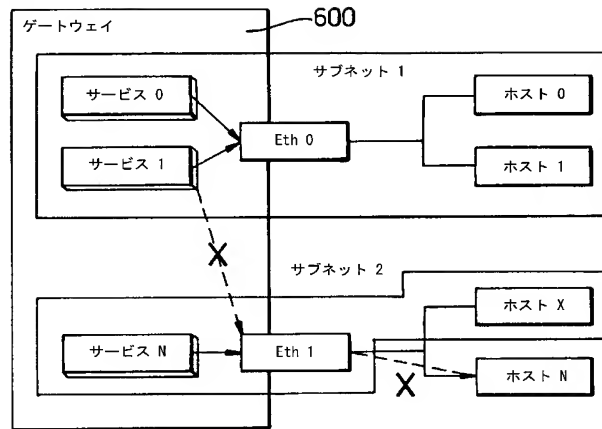 ゲートウェイ
600
サブネット 1
サービス 0
ホスト 0
Eth 0
サービス 1
ホスト 1
サブネット 2
ホスト X
サービス N
Eth 1
ホスト N